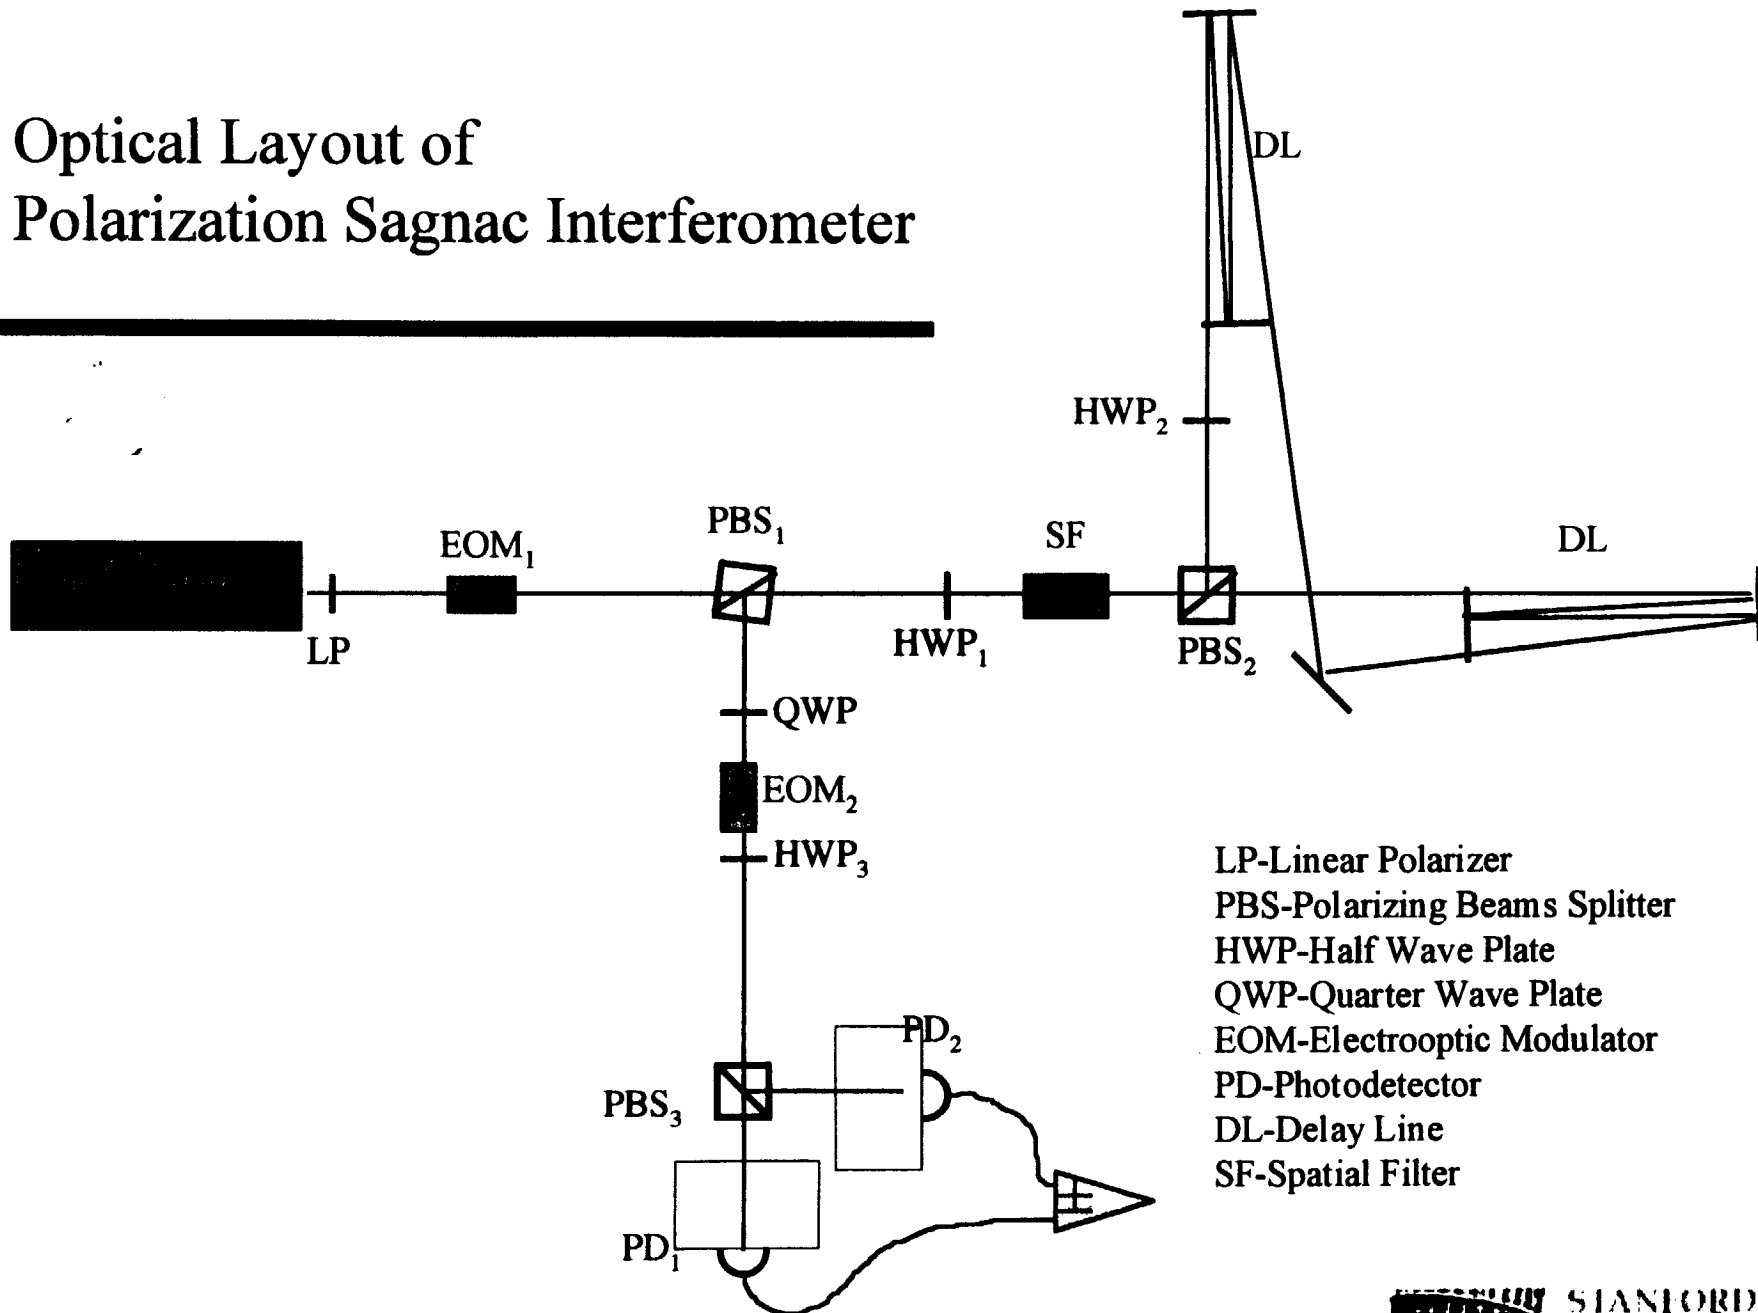 Optical Layout of
Polarization Sagnac Interferometer
DL
HWP2
PBS1
SF
DL
EOM1
LP
HWP1
PBS2
QWP
EOM2
HWP3
LP-Linear Polarizer
PBS-Polarizing Beams Splitter
HWP-Half Wave Plate
QWP-Quarter Wave Plate
EOM-Electrooptic Modulator
PD-Photodetector
DL-Delay Line
SF-Spatial Filter
PD2
PBS3
PD1
±
STANFORD